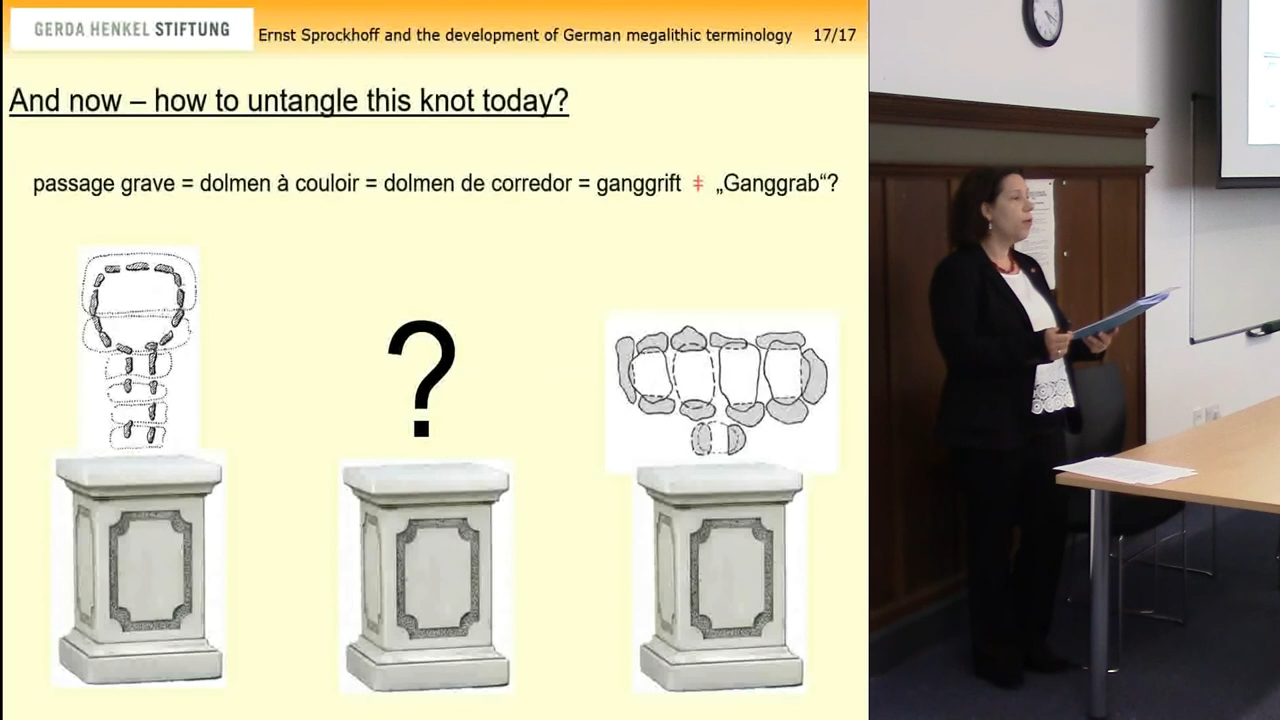 GERDA HENKEL STIFTUNG
Ernst Sprockhoff and the development of German megalithic terminology 17/17
And now – how to untangle this knot today?
passage grave = dolmen à couloir = dolmen de corredor = ganggrift ‡ „Ganggrab“?
?